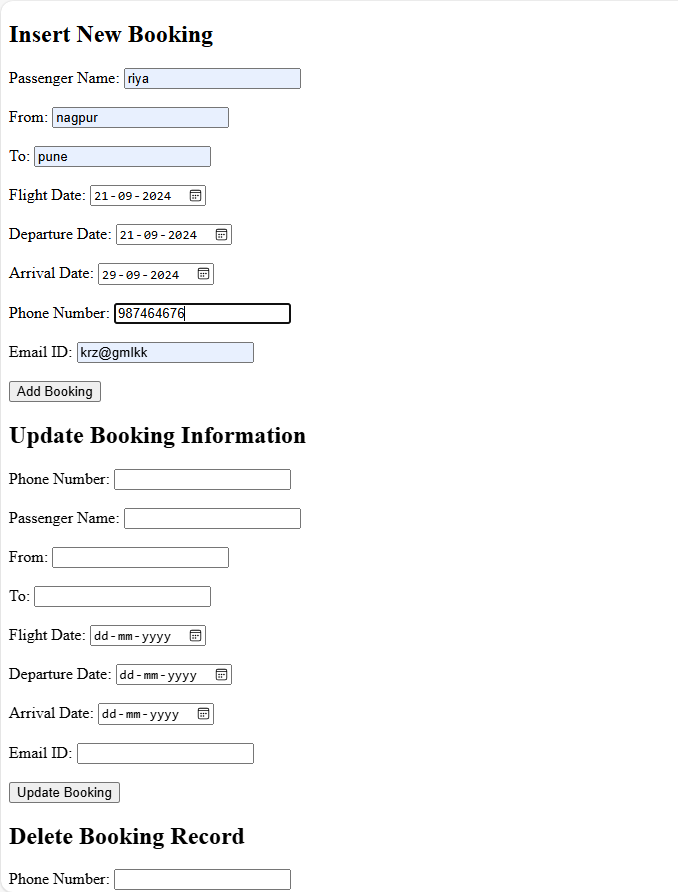 Insert New Booking
Passenger Name: riya
From: nagpur
To: pune
Flight Date: 21-09-2024
Departure Date: 21-09-2024
Arrival Date: 29-09-2024
Phone Number: 987464676
Email ID: krz@gmlkk
Add Booking
Update Booking Information
Phone Number:
Passenger Name:
From:
To:
Flight Date: dd-mm-yyyy
Departure Date: dd-mm-yyyy
Arrival Date: dd-mm-yyyy
Email ID:
Update Booking
Delete Booking Record
Phone Number: